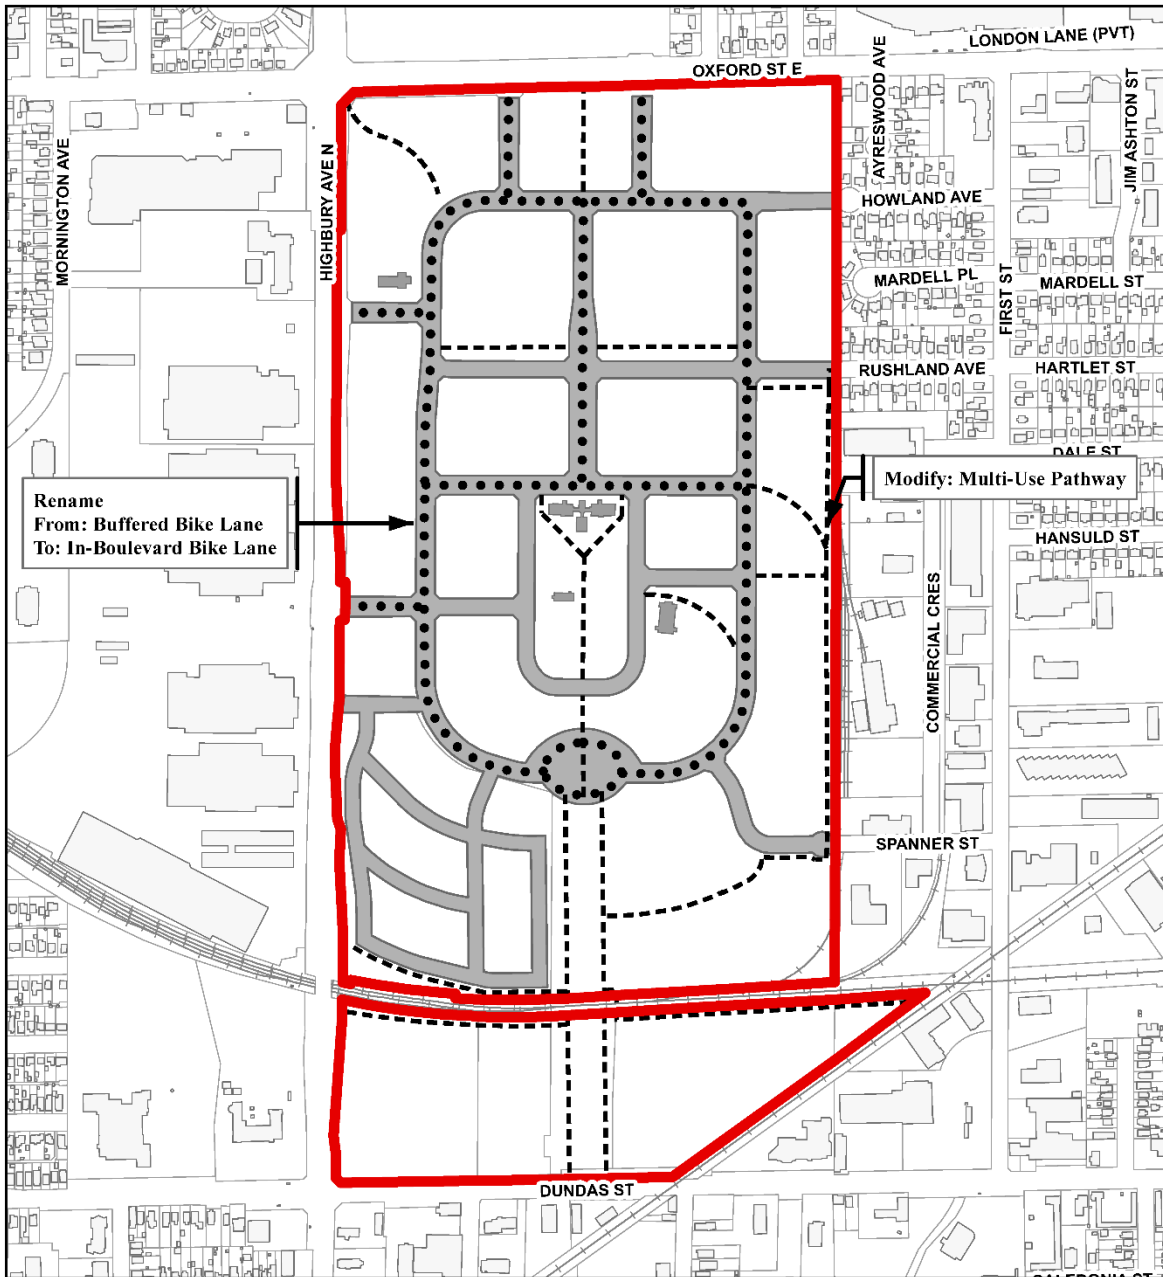 LONDON LANE (PVT)
OXFORD ST E
AYRESWOOD AVE
JIM ASHTON ST
MORNINGTON AVE
HIGHBURY AVE N
HOWLAND AVE
MARDELL PL
FIRST ST
MARDELL ST
RUSHLAND AVE
HARTLET ST
DALE ST
Modify: Multi-Use Pathway
Rename
From: Buffered Bike Lane
To: In-Boulevard Bike Lane
HANSULD ST
COMMERCIAL CRES
SPANNER ST
DUNDAS ST
CALEDONIA ST